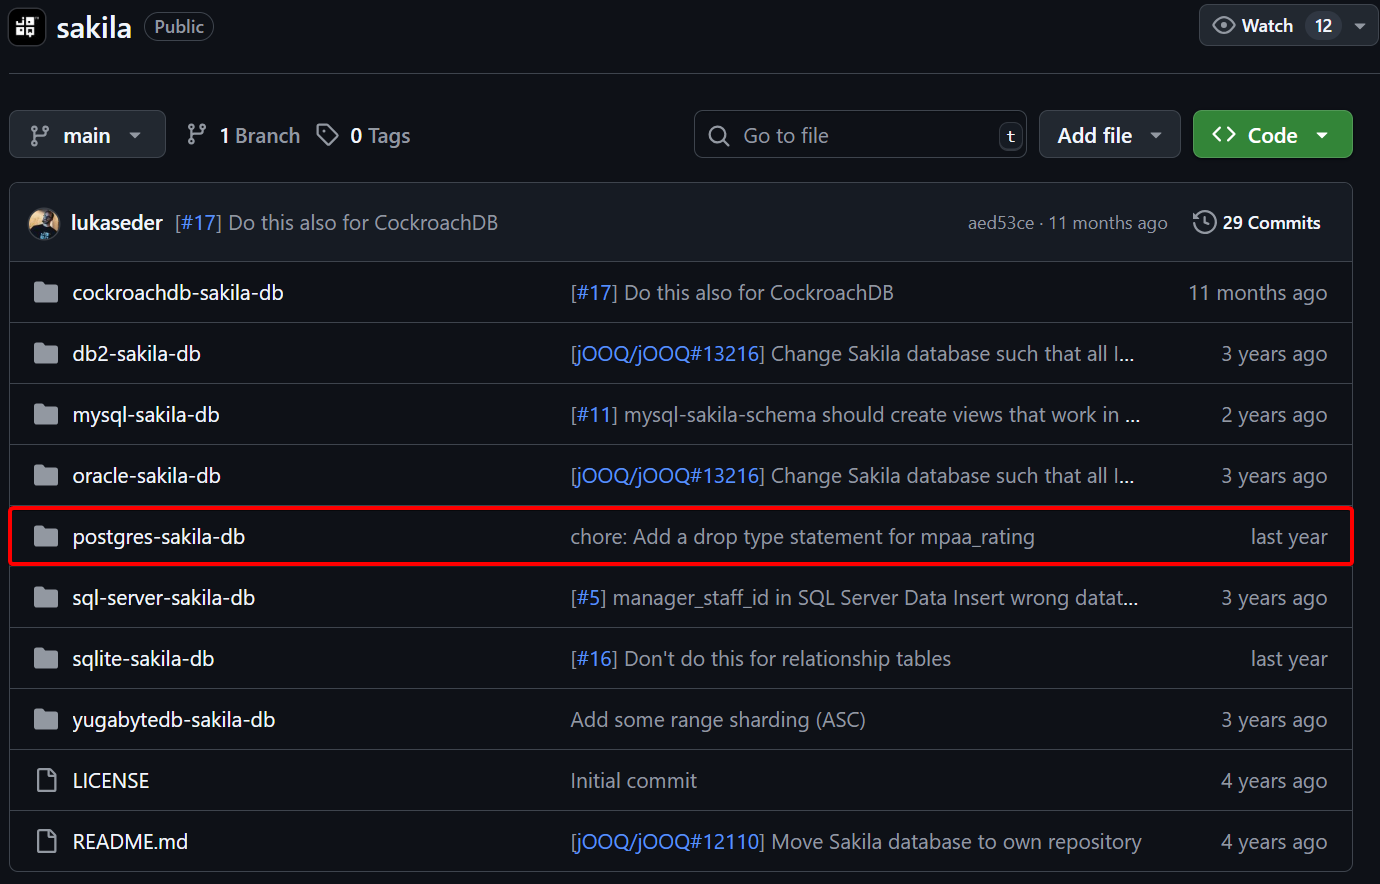 sakila Public Watch 12
main 1 Branch 0 Tags Go to file t Add file Code
lukaseder [#17] Do this also for CockroachDB aed53ce · 11 months ago 29 Commits
cockroachdb-sakila-db [#17] Do this also for CockroachDB 11 months ago
db2-sakila-db [jOOQ/jOOQ#13216] Change Sakila database such that all I... 3 years ago
mysql-sakila-db [#11] mysql-sakila-schema should create views that work in ... 2 years ago
oracle-sakila-db [jOOQ/jOOQ#13216] Change Sakila database such that all I... 3 years ago
postgres-sakila-db chore: Add a drop type statement for mpaa_rating last year
sql-server-sakila-db [#5] manager_staff_id in SQL Server Data Insert wrong datat... 3 years ago
sqlite-sakila-db [#16] Don't do this for relationship tables last year
yugabytedb-sakila-db Add some range sharding (ASC) 3 years ago
LICENSE Initial commit 4 years ago
README.md [jOOQ/jOOQ#12110] Move Sakila database to own repository 4 years ago